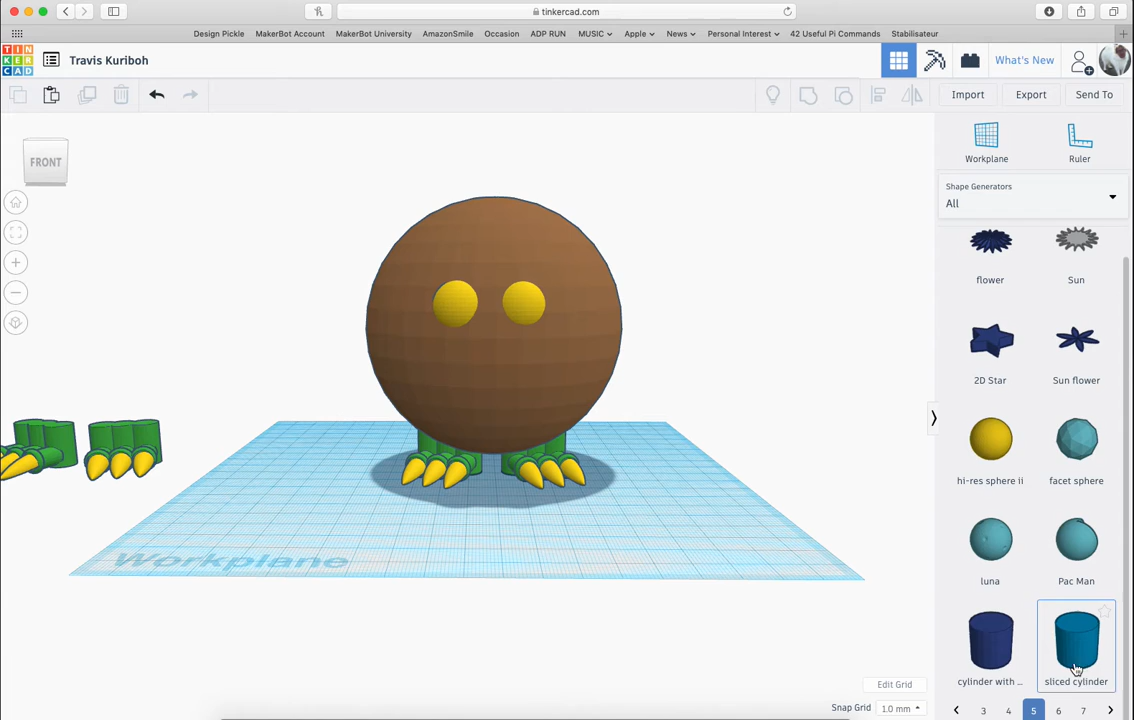 tinkercad.com
Design Pickle MakerBot Account MakerBot University AmazonSmile Occasion ADP RUN MUSIC Apple News Personal Interest 42 Useful Pi Commands Stabilisateur
TIN
KER
CAD
Travis Kuriboh
What's New
Import Export Send To
FRONT
Workplane Ruler
Shape Generators
All
flower Sun
2D Star Sun flower
hi-res sphere ii facet sphere
luna Pac Man
cylinder with ... sliced cylinder
Workplane
Edit Grid
Snap Grid 1.0 mm
3 4 5 6 7